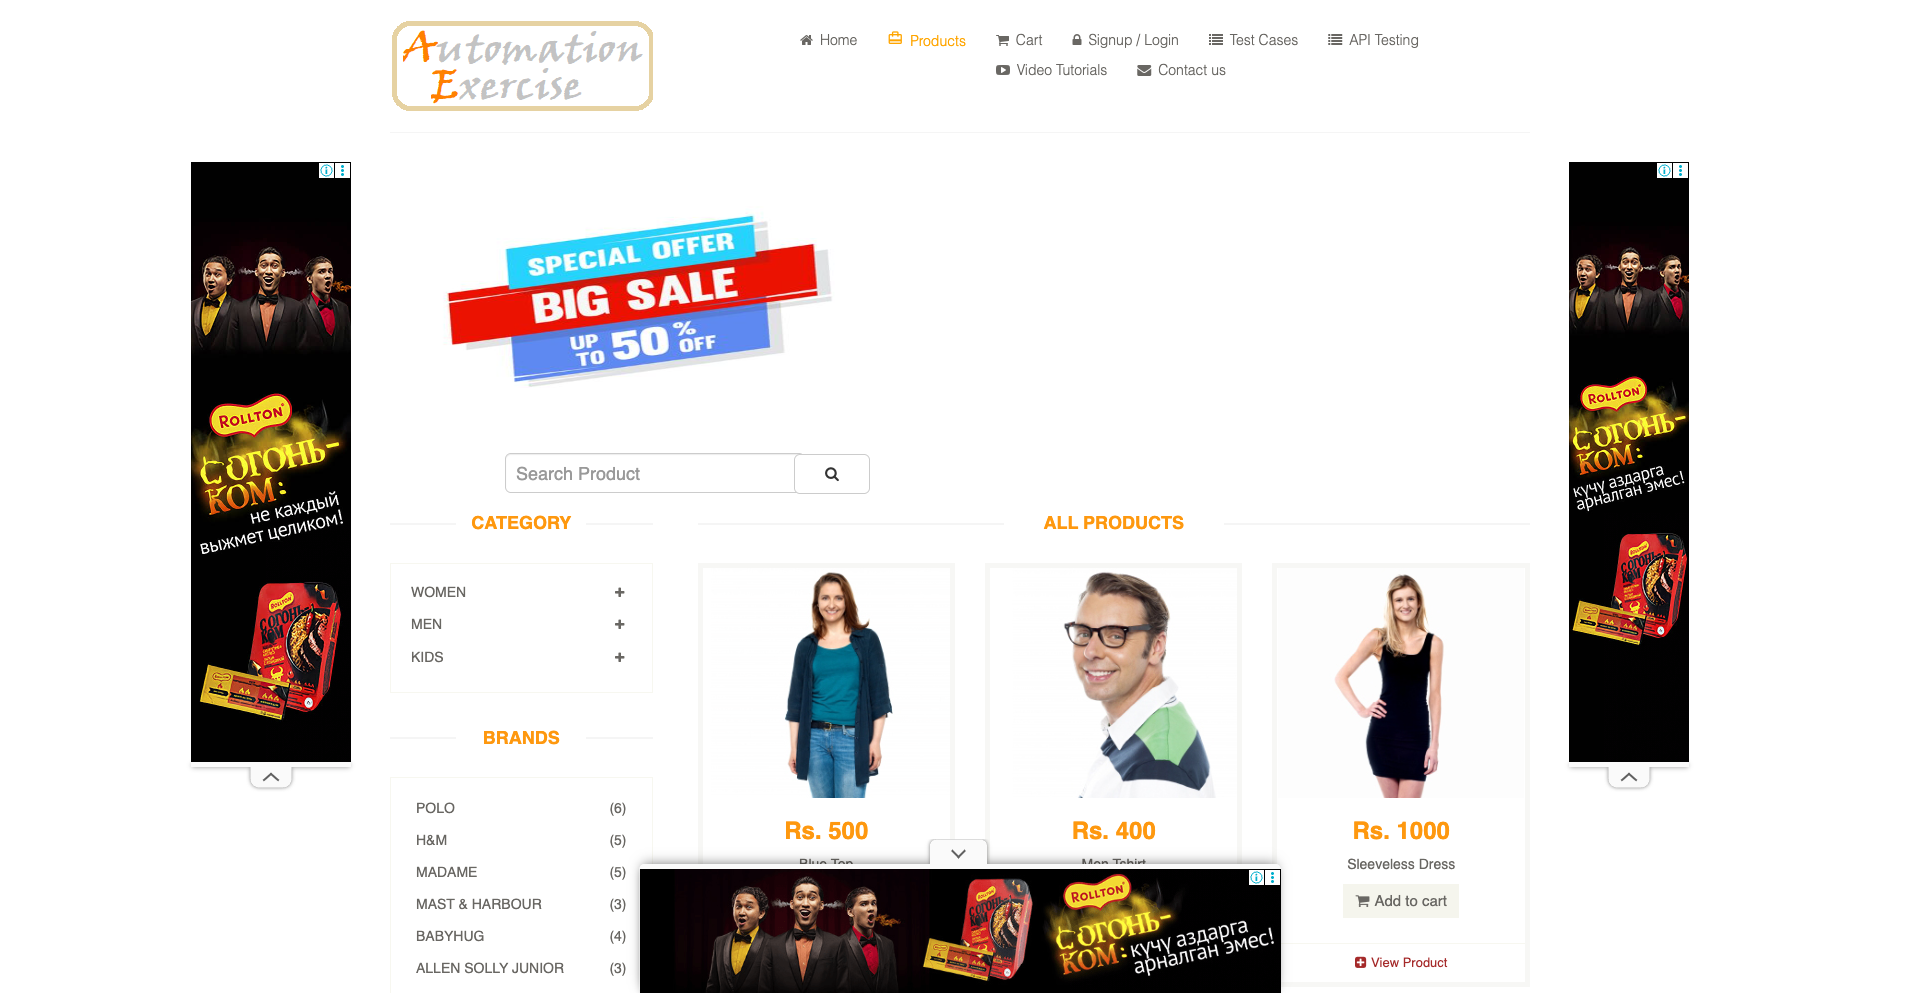 Automation
Exercise
Home
Products
Cart
Signup / Login
Test Cases
API Testing
Video Tutorials
Contact us
SPECIAL OFFER
BIG SALE
UP TO 50% OFF
Search Product
CATEGORY
WOMEN
MEN
KIDS
BRANDS
POLO (6)
H&M (5)
MADAME (5)
MAST & HARBOUR (3)
BABYHUG (4)
ALLEN SOLLY JUNIOR (3)
ALL PRODUCTS
Rs. 500
Blue Top
Rs. 400
Men Tshirt
Rs. 1000
Sleeveless Dress
Add to cart
View Product
ROLLTON
СОГОНЬ-
КОМ:
не каждый
выжмет целиком!
ROLLTON
СОГОНЬ-
КОМ:
күчү аздарга
арналган эмес!
ROLLTON
СОГОНЬ-
КОМ:
күчү аздарга
арналган эмес!